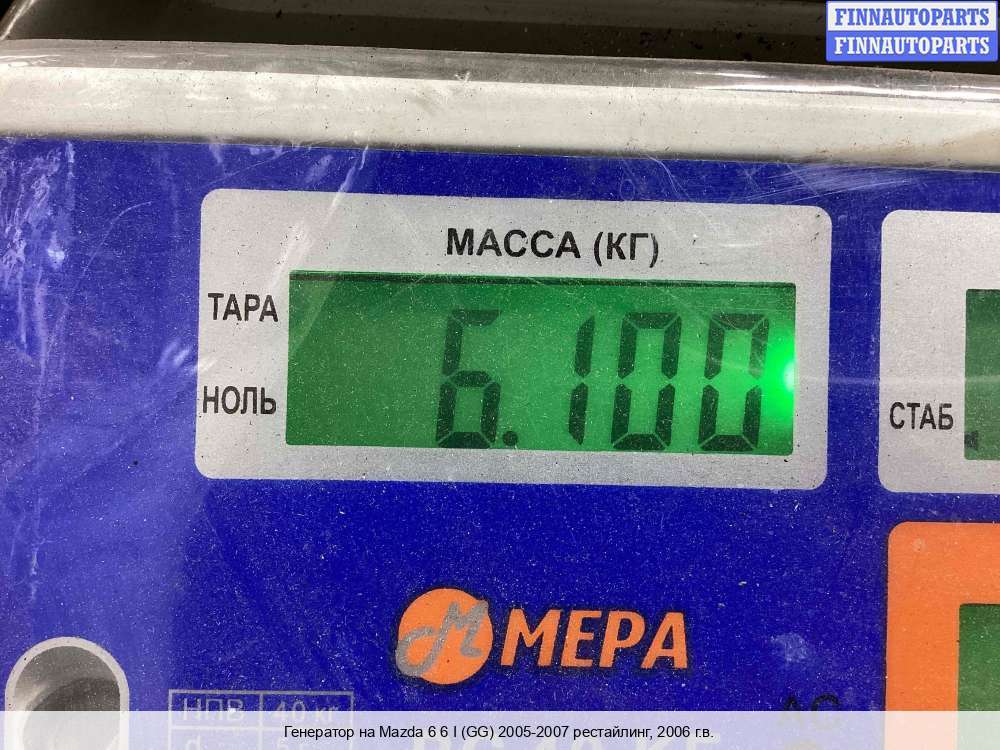 FINNAUTOPARTS
FINNAUTOPARTS
МАССА (КГ)
ТАРА
6.100
НОЛЬ
СТАБ
М МЕРА
НПВ 40 кг
Генератор на Mazda 6 6 I (GG) 2005-2007 рестайлинг, 2006 г.в.